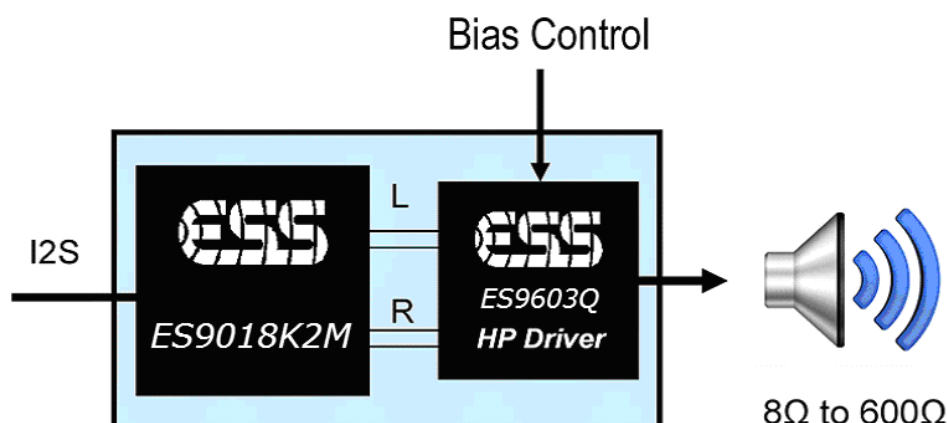 Bias Control
I2S
ESS
ES9018K2M
L
R
ESS
ES9603Q
HP Driver
8Ω to 600Ω